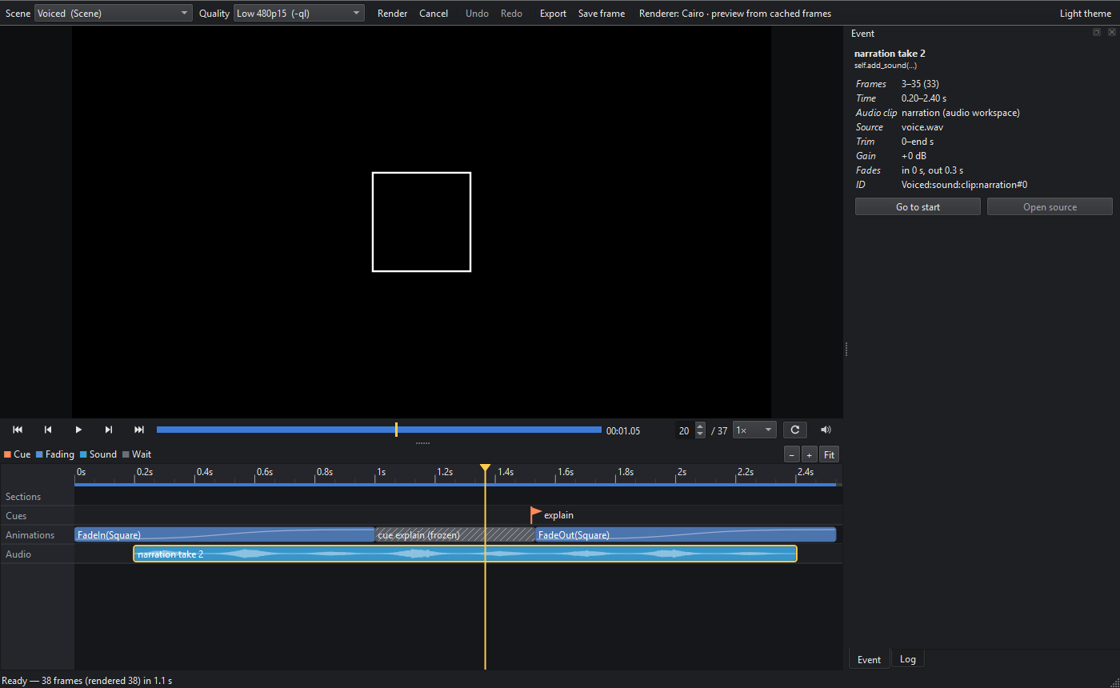 Scene Voiced (Scene) Quality Low 480p15 (-ql) Render Cancel Undo Redo Export Save frame Renderer: Cairo · preview from cached frames Light theme
Event
narration take 2
self.add_sound(...)
Frames 3–35 (33)
Time 0.20–2.40 s
Audio clip narration (audio workspace)
Source voice.wav
Trim 0–end s
Gain +0 dB
Fades in 0 s, out 0.3 s
ID Voiced:sound:clip:narration#0
Go to start Open source
00:01.05 20 / 37 1×
Cue Fading Sound Wait − + Fit
0s 0.2s 0.4s 0.6s 0.8s 1s 1.2s 1.4s 1.6s 1.8s 2s 2.2s 2.4s
Sections
Cues explain
Animations FadeIn(Square) cue explain (frozen) FadeOut(Square)
Audio narration take 2
Event Log
Ready — 38 frames (rendered 38) in 1.1 s